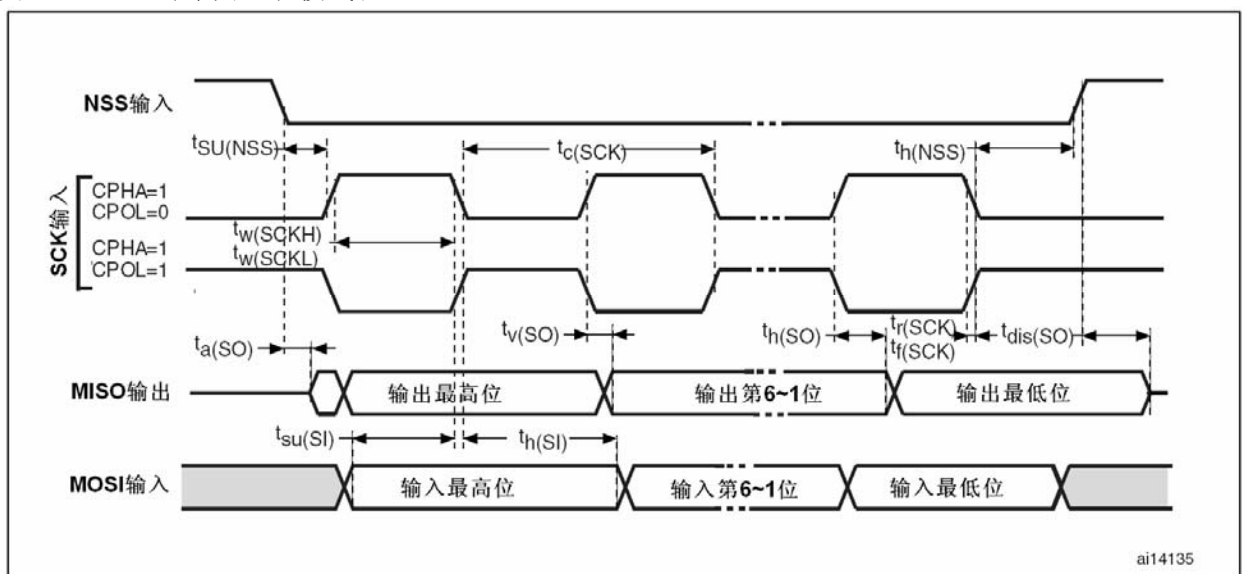 NSS输入
tSU(NSS)
tc(SCK)
th(NSS)
SCK输入
CPHA=1
CPOL=0
tw(SCKH)
tw(SCKL)
CPHA=1
CPOL=1
ta(SO)
tv(SO)
th(SO)
tr(SCK)
tf(SCK)
tdis(SO)
MISO输出
输出最高位
输出第6~1位
输出最低位
tsu(SI)
th(SI)
MOSI输入
输入最高位
输入第6~1位
输入最低位
ai14135